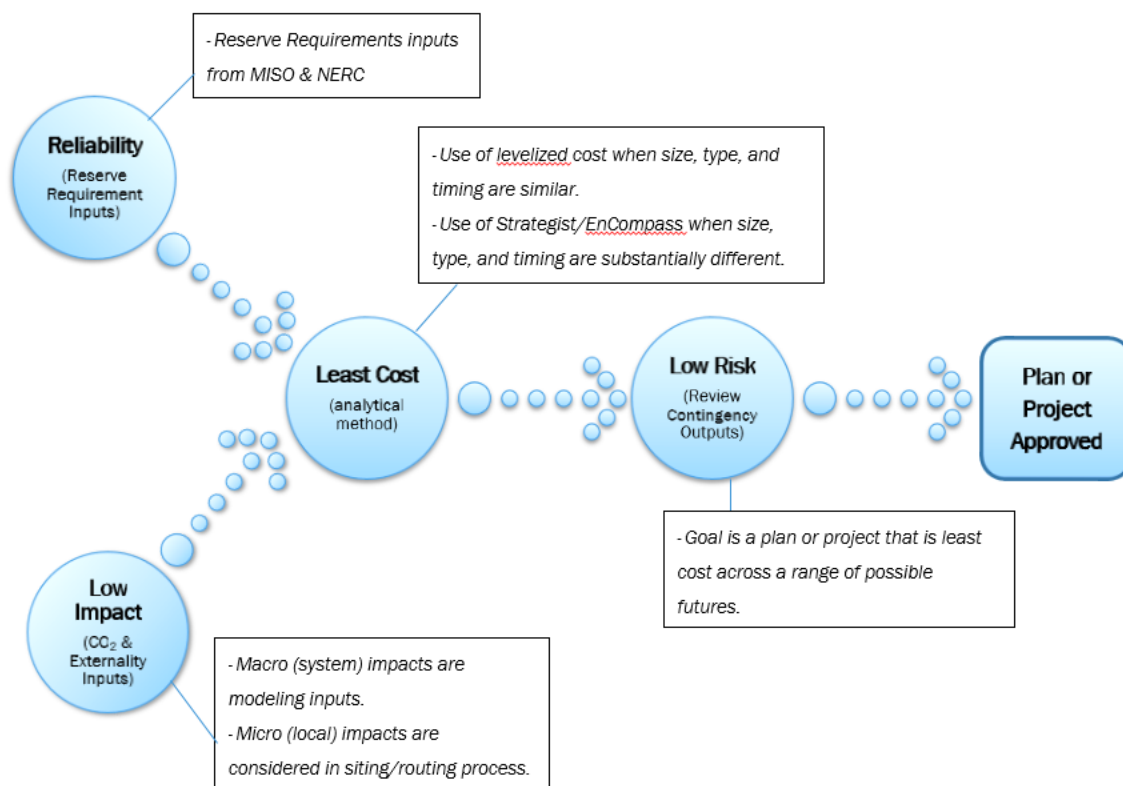 - Reserve Requirements inputs
from MISO & NERC
Reliability
(Reserve
Requirement
Inputs)
- Use of levelized cost when size, type, and
timing are similar.
- Use of Strategist/EnCompass when size,
type, and timing are substantially different.
Least Cost
(analytical
method)
Low Risk
(Review
Contingency
Outputs)
Plan or
Project
Approved
- Goal is a plan or project that is least
cost across a range of possible
futures.
Low
Impact
(CO₂ &
Externality
Inputs)
- Macro (system) impacts are
modeling inputs.
- Micro (local) impacts are
considered in siting/routing process.